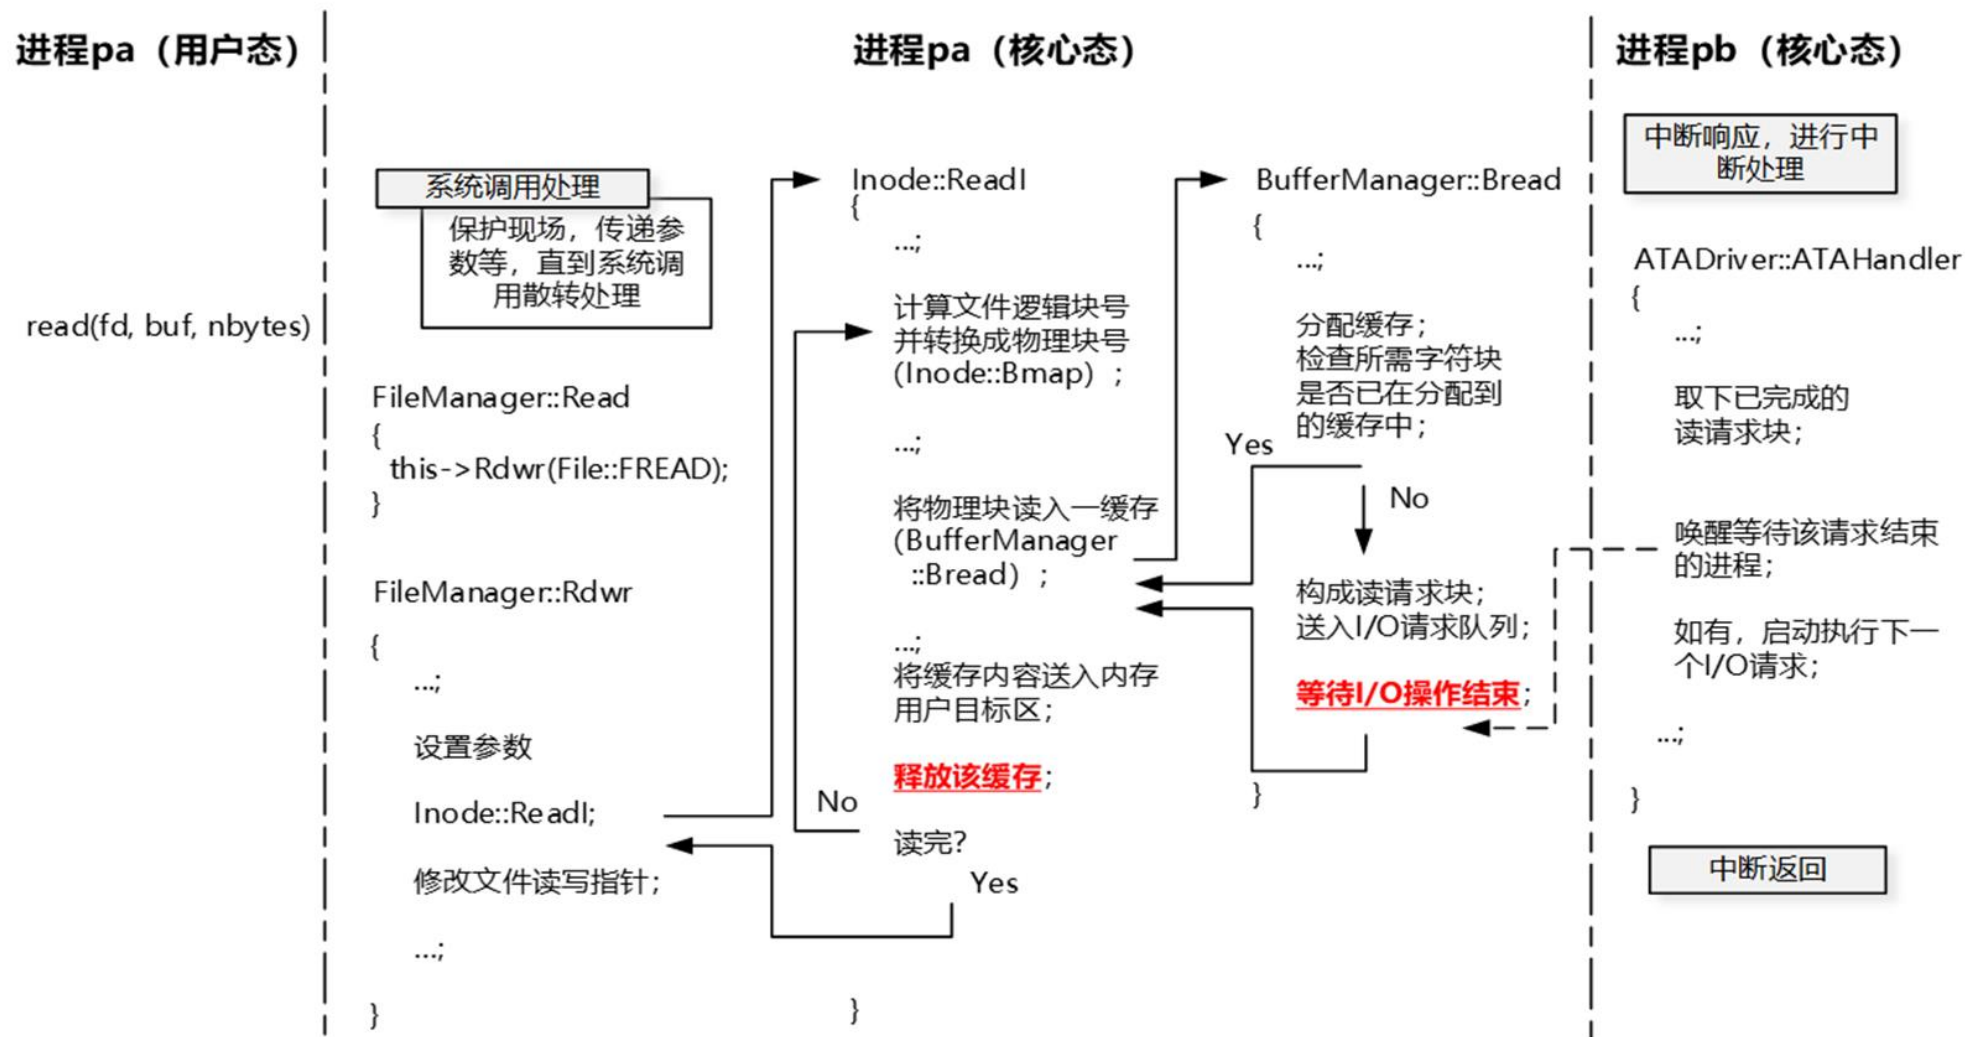 进程pa（用户态）
read(fd, buf, nbytes)
进程pa（核心态）
系统调用处理
保护现场，传递参
数等，直到系统调
用散转处理
FileManager::Read
{
this->Rdwr(File::FREAD);
}
FileManager::Rdwr
{
...;
设置参数
Inode::ReadI;
修改文件读写指针；
...;
}
Inode::ReadI
{
...;
计算文件逻辑块号
并转换成物理块号
(Inode::Bmap)；
...;
将物理块读入一缓存
(BufferManager
::Bread)；
...;
将缓存内容送入内存
用户目标区；
释放该缓存；
No
读完?
Yes
}
BufferManager::Bread
{
...;
分配缓存；
检查所需字符块
是否已在分配到
的缓存中；
Yes
No
构成读请求块；
送入I/O请求队列；
等待I/O操作结束；
}
进程pb（核心态）
中断响应，进行中
断处理
ATADriver::ATAHandler
{
...;
取下已完成的
读请求块；
唤醒等待该请求结束
的进程；
如有，启动执行下一
个I/O请求；
...;
}
中断返回